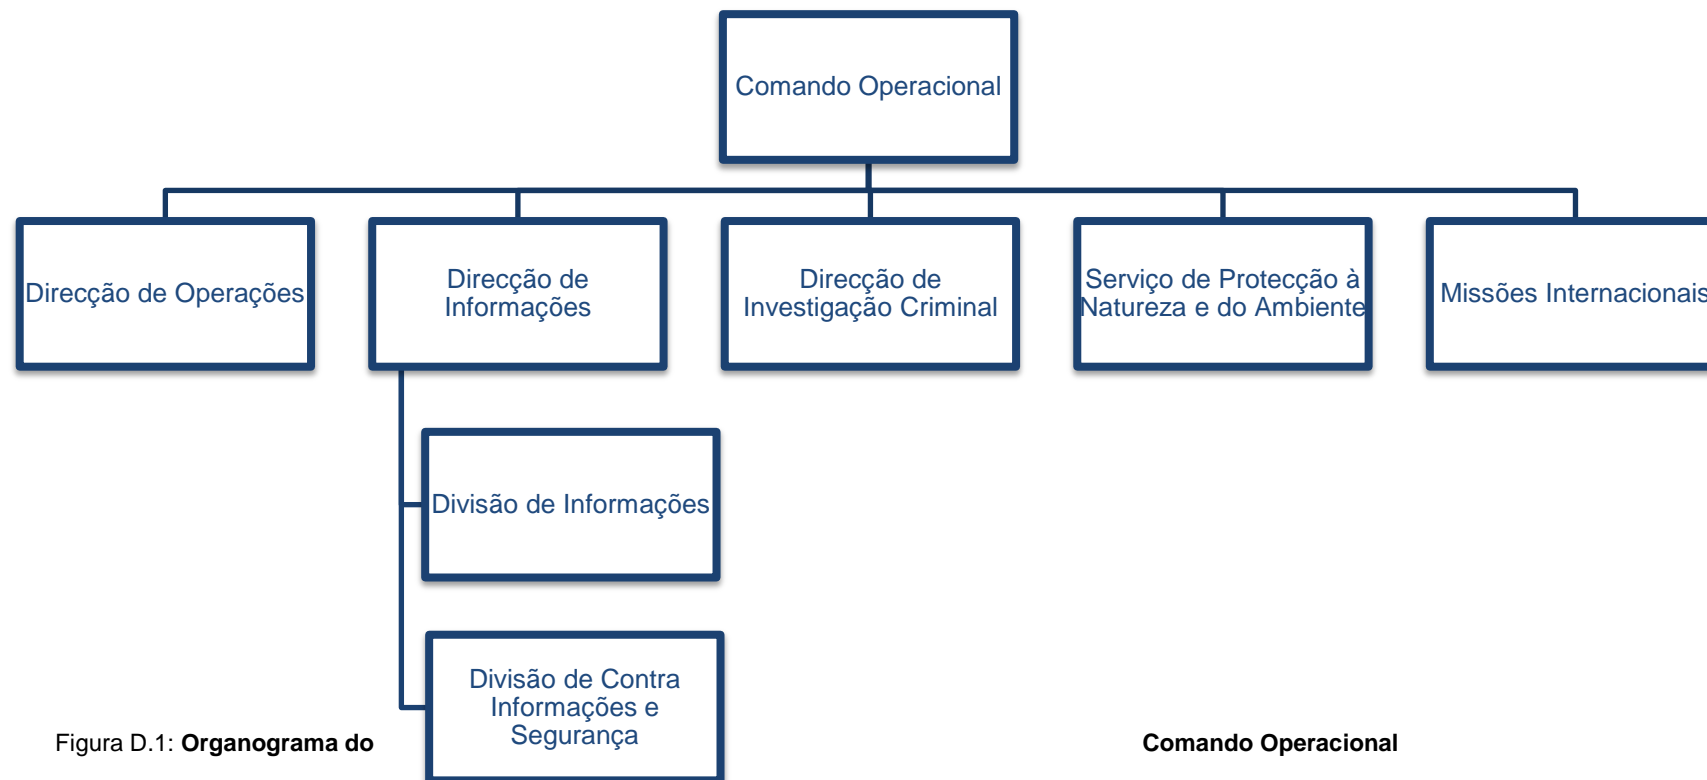 Comando Operacional
Direcção de Operações
Direcção de
Informações
Direcção de
Investigação Criminal
Serviço de Protecção à
Natureza e do Ambiente
Missões Internacionais
Divisão de Informações
Divisão de Contra
Informações e
Segurança
Figura D.1: Organograma do Comando Operacional